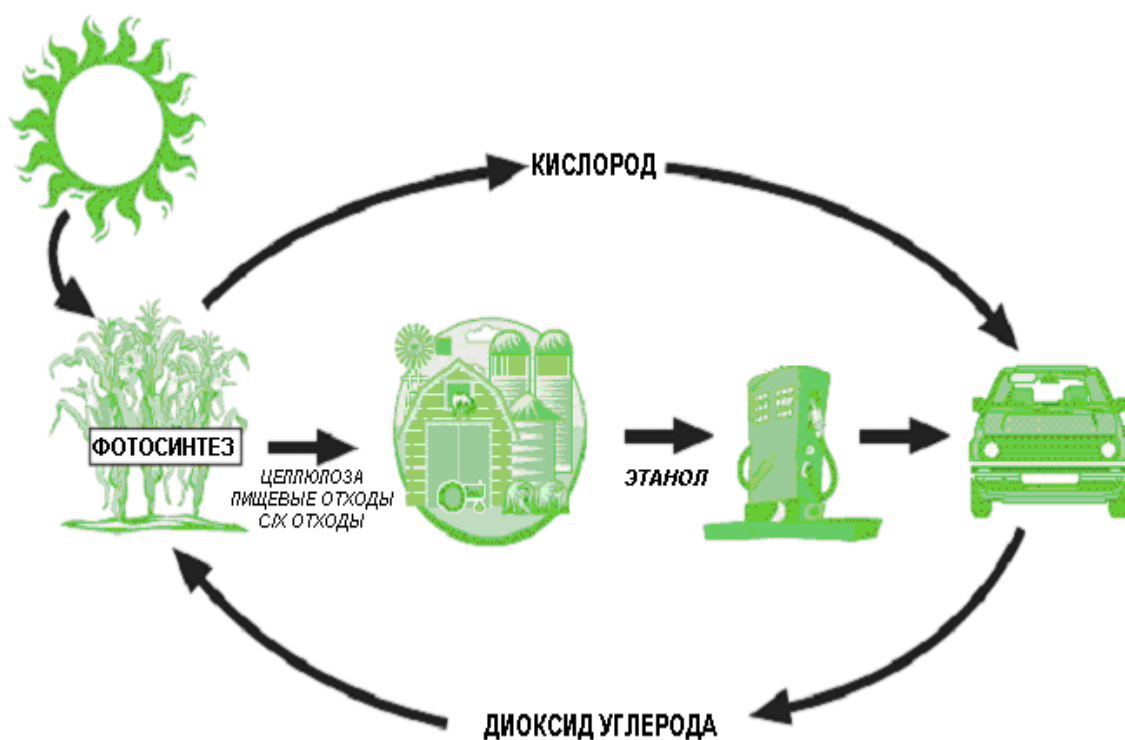 КИСЛОРОД
ФОТОСИНТЕЗ
ЦЕЛЛЮЛОЗА
ПИЩЕВЫЕ ОТХОДЫ
С/Х ОТХОДЫ
ЭТАНОЛ
ДИОКСИД УГЛЕРОДА